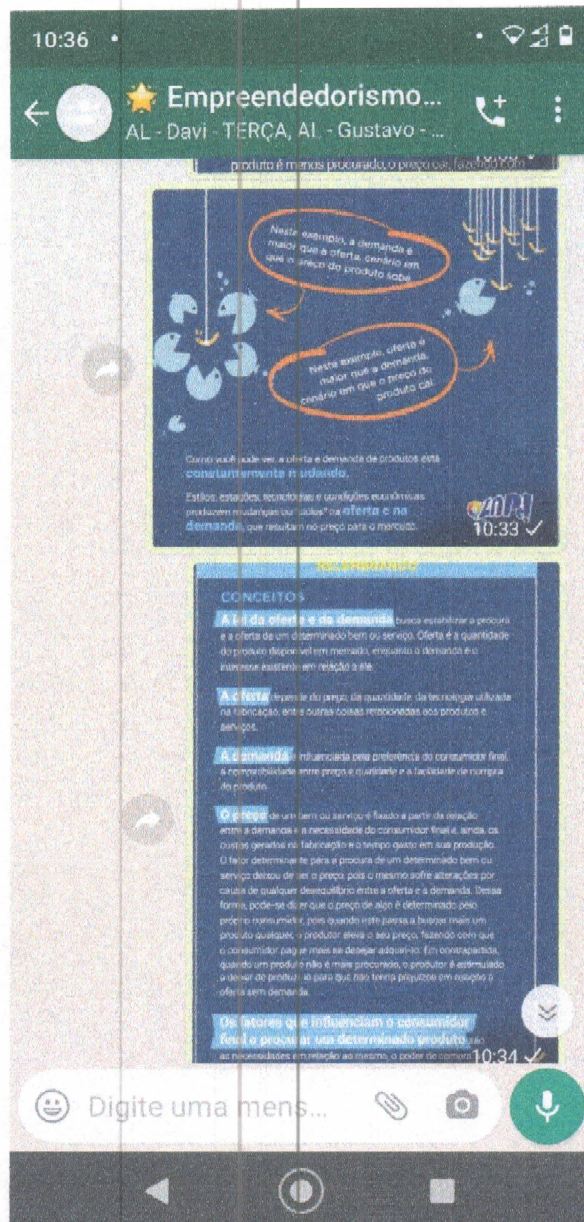 10:36
🌟 Empreendedorismo...
AL - Davi - TERÇA, AL - Gustavo - ...
produto é menos procurado, o preço cai, fazendo com
Neste exemplo, a demanda é
maior que a oferta, cenário em
que o preço do produto sobe.
Neste exemplo, oferta é
maior que a demanda,
cenário em que o preço do
produto cai.
Como você pode ver, a oferta e demanda de produtos está
constantemente mudando.
Estilos, estações, tecnologias e condições econômicas
produzem mudanças ou "ciclos" na oferta e na
demanda, que resultam no preço para o mercado.
10:33
RELEMBRANDO
CONCEITOS
A lei da oferta e da demanda busca estabilizar a procura
e a oferta de um determinado bem ou serviço. Oferta é a quantidade
do produto disponível em mercado, enquanto a demanda é o
interesse existente em relação a ele.
A oferta depende do preço, da quantidade, da tecnologia utilizada
na fabricação, entre outras coisas relacionadas aos produtos e
serviços.
A demanda é influenciada pela preferência do consumidor final,
a compatibilidade entre preço e qualidade e a facilidade de compra
do produto.
O preço de um bem ou serviço é fixado a partir da relação
entre a demanda e a necessidade do consumidor final e, ainda, os
custos gerados na fabricação e o tempo gasto em sua produção.
O fator determinante para a procura de um determinado bem ou
serviço deixou de ser o preço, pois o mesmo sofre alterações por
causa de qualquer desequilíbrio entre a oferta e a demanda. Dessa
forma, pode-se dizer que o preço de algo é determinado pelo
próprio consumidor, pois quando este passa a buscar mais um
produto qualquer, o produtor eleva o seu preço, fazendo com que
o consumidor pague mais se desejar adquiri-lo. Em contrapartida,
quando um produto não é mais procurado, o produtor é estimulado
a deixar de produzi-lo para que não tenha prejuízos em relação à
oferta sem demanda.
Os fatores que influenciam o consumidor
final a procurar um determinado produto são
as necessidades em relação ao mesmo, o poder de compra
10:34
Digite uma mens...